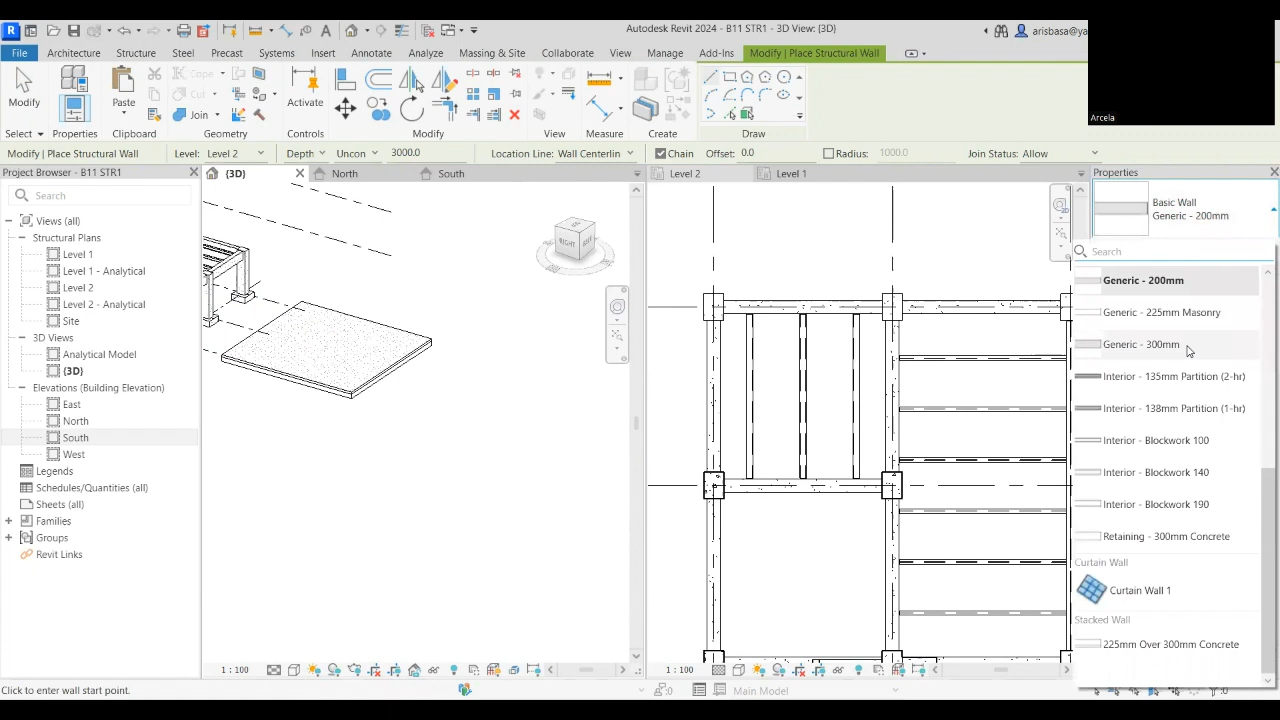 Autodesk Revit 2024 - B11 STR1 - 3D View: {3D}
arisbasa@ya
File Architecture Structure Steel Precast Systems Insert Annotate Analyze Massing & Site Collaborate View Manage Add-Ins Modify | Place Structural Wall
Cope
Cut
Join
Modify
Paste
Activate
Select Properties Clipboard Geometry Controls Modify View Measure Create Draw
Arcela
Modify | Place Structural Wall Level: Level 2 Depth Uncon 3000.0 Location Line: Wall Centerlin Chain Offset: 0.0 Radius: 1000.0 Join Status: Allow
Project Browser - B11 STR1
Search
Views (all)
Structural Plans
Level 1
Level 1 - Analytical
Level 2
Level 2 - Analytical
Site
3D Views
Analytical Model
{3D}
Elevations (Building Elevation)
East
North
South
West
Legends
Schedules/Quantities (all)
Sheets (all)
Families
Groups
Revit Links
{3D} North South
RIGHT
1 : 100
Level 2 Level 1
1 : 100
Properties
Basic Wall
Generic - 200mm
Search
Generic - 200mm
Generic - 225mm Masonry
Generic - 300mm
Interior - 135mm Partition (2-hr)
Interior - 138mm Partition (1-hr)
Interior - Blockwork 100
Interior - Blockwork 140
Interior - Blockwork 190
Retaining - 300mm Concrete
Curtain Wall
Curtain Wall 1
Stacked Wall
225mm Over 300mm Concrete
Click to enter wall start point.
:0
Main Model
:0